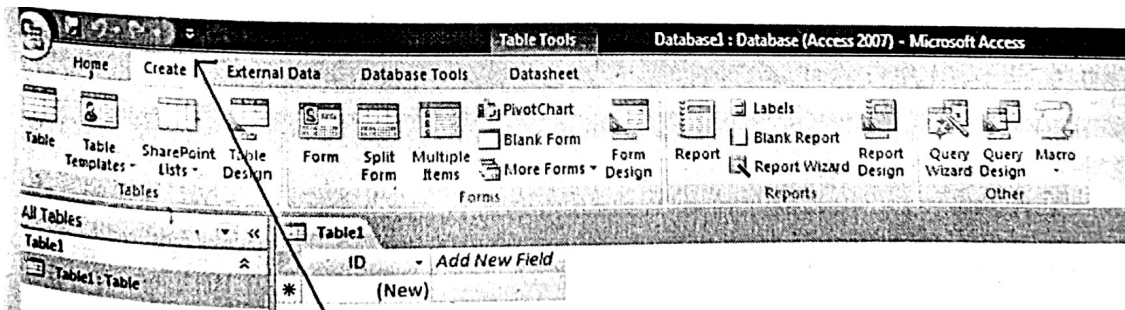 Table Tools Database1 : Database (Access 2007) - Microsoft Access
Home Create External Data Database Tools Datasheet
Table
Table Templates
SharePoint Lists
Table Design
Tables
Form
Split Form
Multiple Items
PivotChart
Blank Form
More Forms
Form Design
Forms
Report
Labels
Blank Report
Report Wizard
Report Design
Reports
Query Wizard
Query Design
Macro
Other
All Tables
Table1
Table1 : Table
Table1
ID Add New Field
* (New)